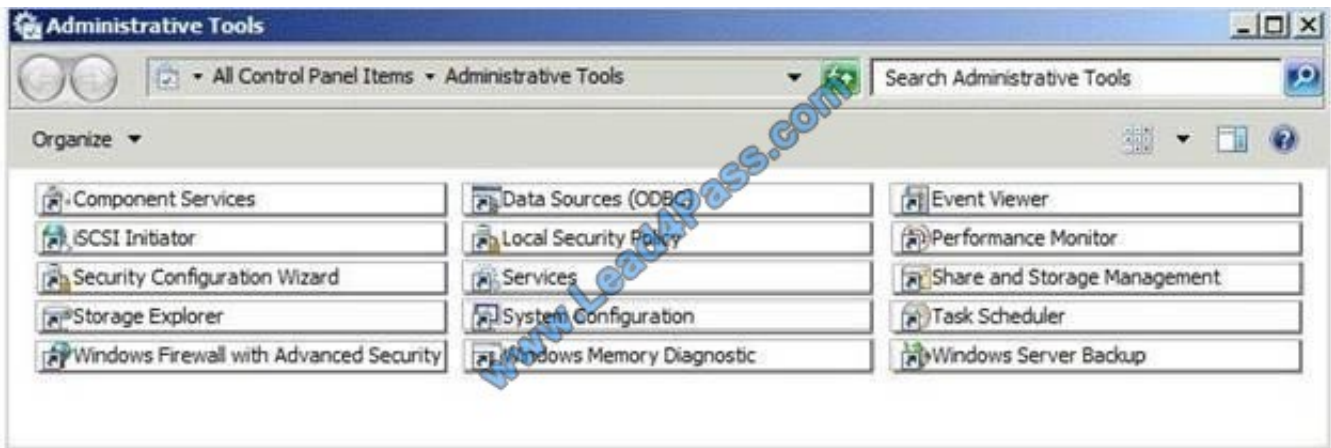 Administrative Tools
All Control Panel Items Administrative Tools
Search Administrative Tools
Organize
Component Services
Data Sources (ODBC)
Event Viewer
iSCSI Initiator
Local Security Policy
Performance Monitor
Security Configuration Wizard
Services
Share and Storage Management
Storage Explorer
System Configuration
Task Scheduler
Windows Firewall with Advanced Security
Windows Memory Diagnostic
Windows Server Backup
www.Lead4Pass.com